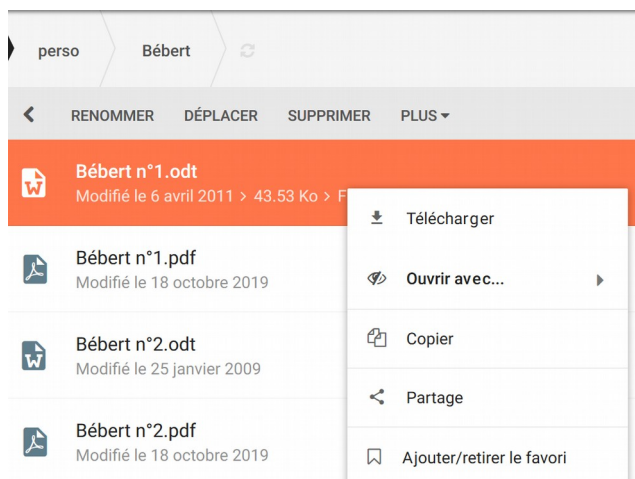 perso Bébert
RENOMMER DÉPLACER SUPPRIMER PLUS
Bébert n°1.odt
Modifié le 6 avril 2011 > 43.53 Ko > F
Télécharger
Bébert n°1.pdf
Modifié le 18 octobre 2019
Ouvrir avec...
Bébert n°2.odt
Modifié le 25 janvier 2009
Copier
Partage
Bébert n°2.pdf
Modifié le 18 octobre 2019
Ajouter/retirer le favori